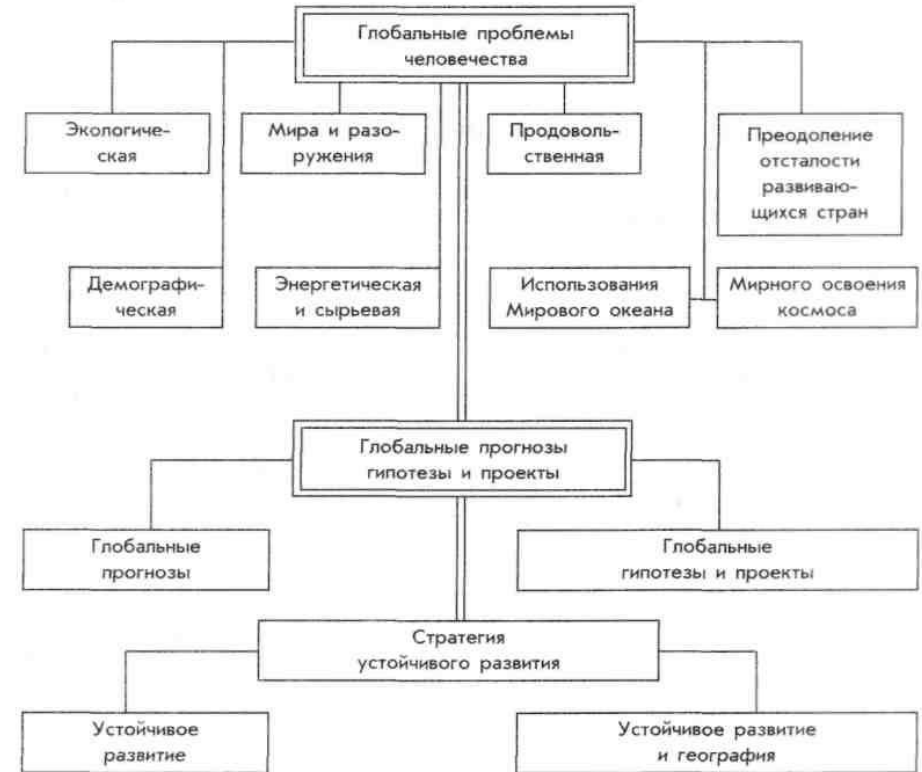 Глобальные проблемы
человечества
Экологиче-
ская
Мира и разо-
ружения
Продоволь-
ственная
Преодоление
отсталости
развиваю-
щихся стран
Демографи-
ческая
Энергетическая
и сырьевая
Использования
Мирового океана
Мирного освоения
космоса
Глобальные прогнозы
гипотезы и проекты
Глобальные
прогнозы
Глобальные
гипотезы и проекты
Стратегия
устойчивого развития
Устойчивое
развитие
Устойчивое развитие
и география